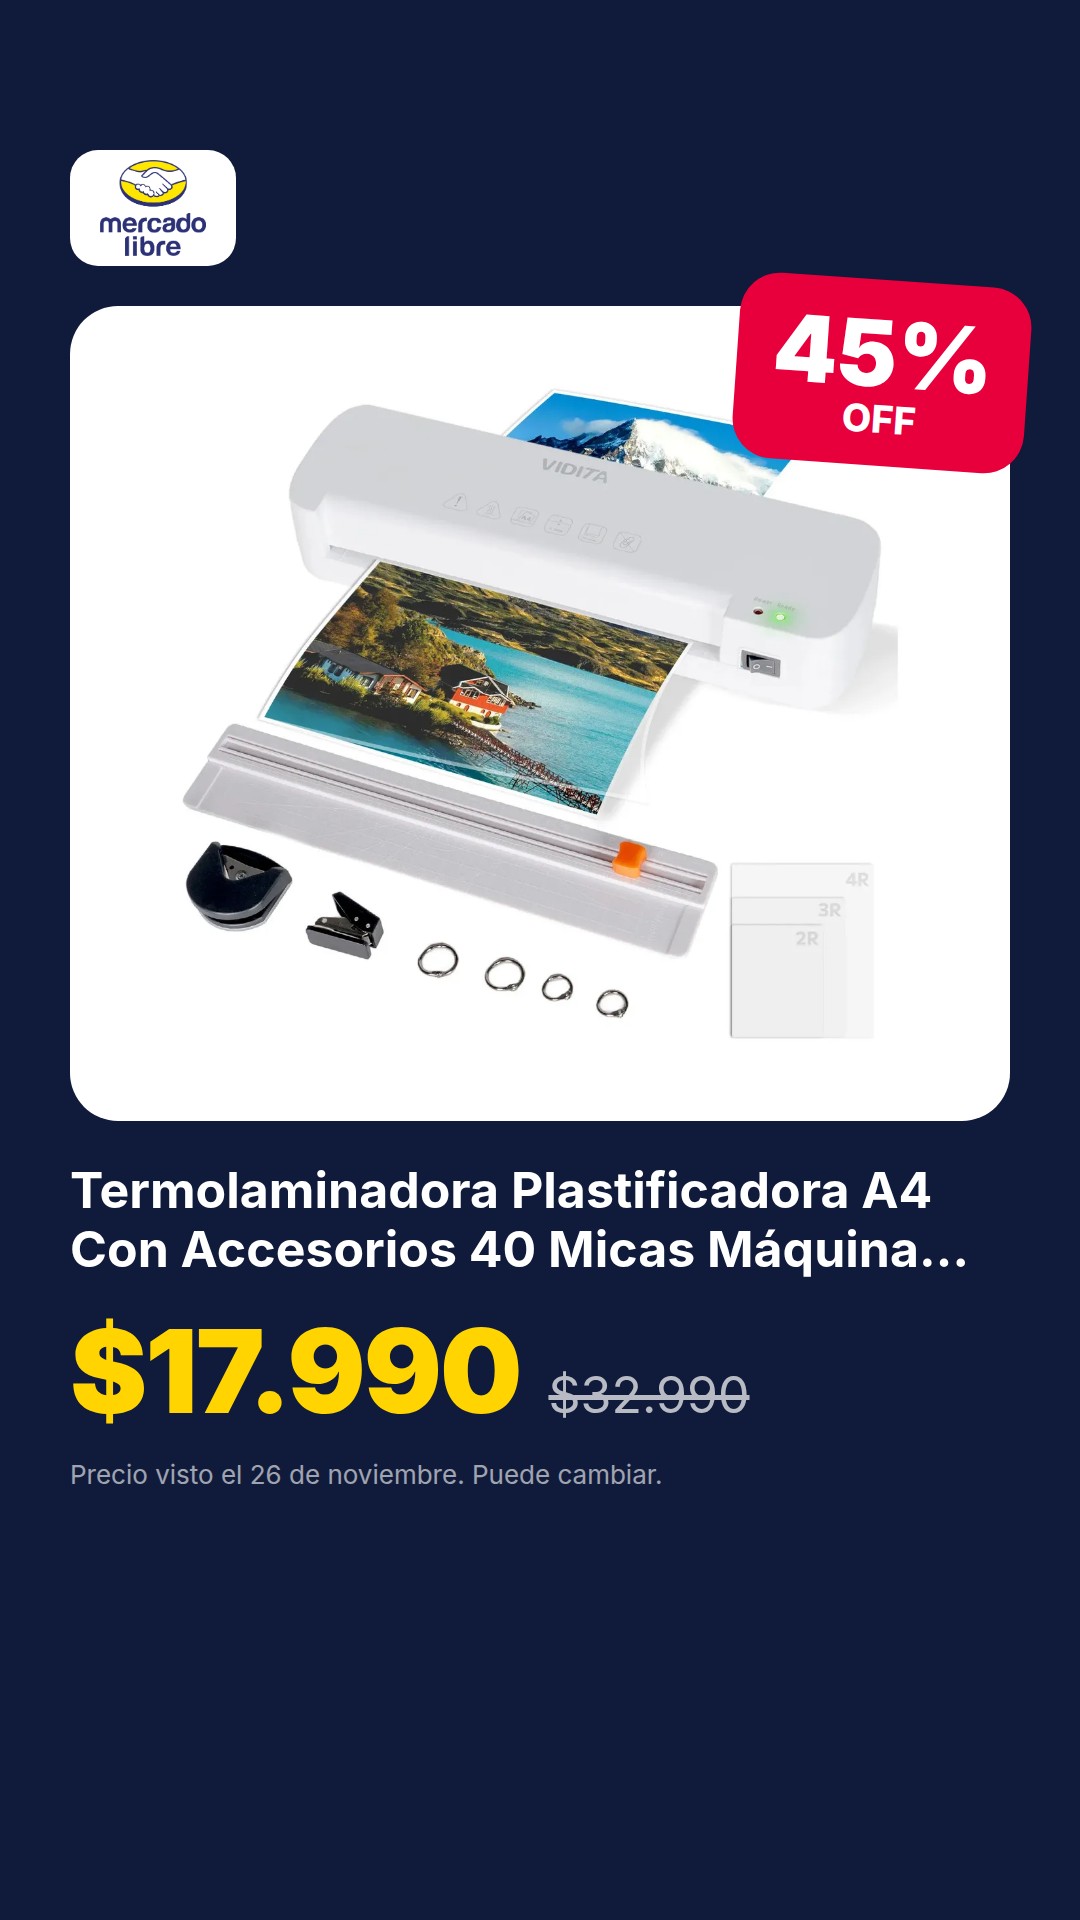 mercado
libre
45%
OFF
VIDITA
4R
3R
2R
Termolaminadora Plastificadora A4
Con Accesorios 40 Micas Máquina...
$17.990 $32.990
Precio visto el 26 de noviembre. Puede cambiar.